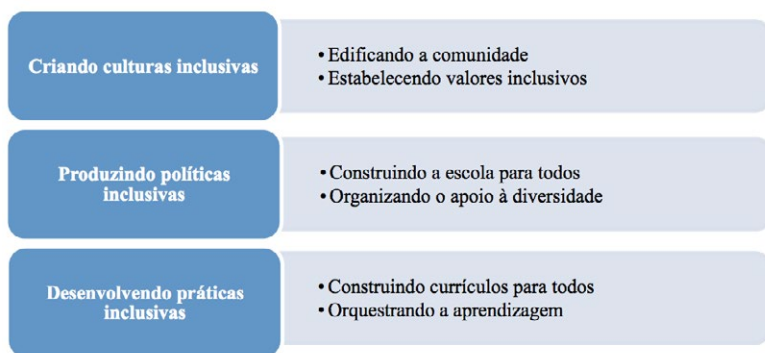 Criando culturas inclusivas
• Edificando a comunidade
• Estabelecendo valores inclusivos
Produzindo políticas
inclusivas
• Construindo a escola para todos
• Organizando o apoio à diversidade
Desenvolvendo práticas
inclusivas
• Construindo currículos para todos
• Orquestrando a aprendizagem